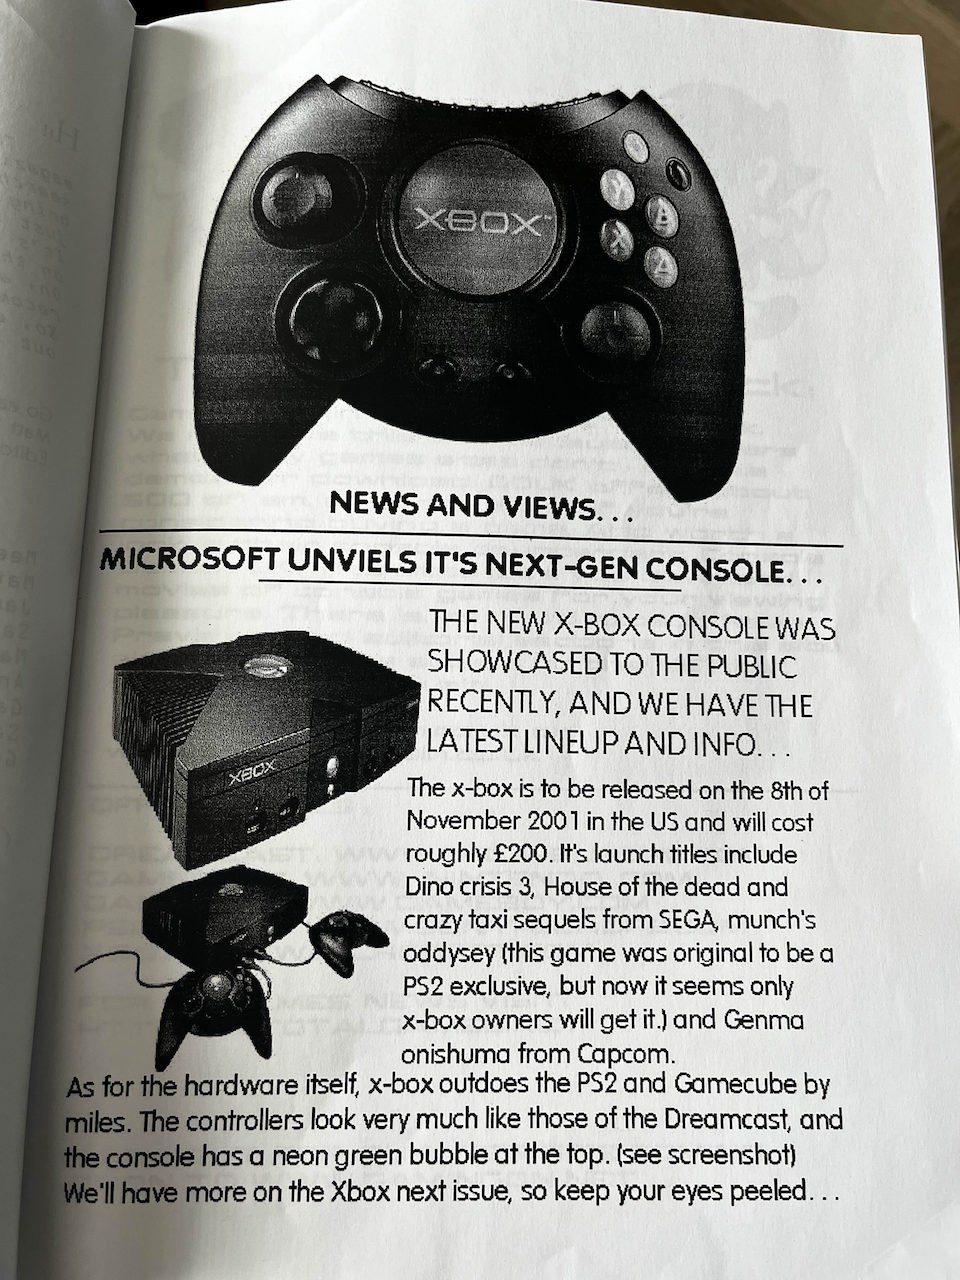 XBOX™
Y
B
X
A
NEWS AND VIEWS...
MICROSOFT UNVIELS IT'S NEXT-GEN CONSOLE...
THE NEW X-BOX CONSOLE WAS
SHOWCASED TO THE PUBLIC
RECENTLY, AND WE HAVE THE
LATEST LINEUP AND INFO...
XBOX
The x-box is to be released on the 8th of
November 2001 in the US and will cost
roughly £200. It's launch titles include
Dino crisis 3, House of the dead and
crazy taxi sequels from SEGA, munch's
oddysey (this game was original to be a
PS2 exclusive, but now it seems only
x-box owners will get it.) and Genma
onishuma from Capcom.
As for the hardware itself, x-box outdoes the PS2 and Gamecube by
miles. The controllers look very much like those of the Dreamcast, and
the console has a neon green bubble at the top. (see screenshot)
We'll have more on the Xbox next issue, so keep your eyes peeled...